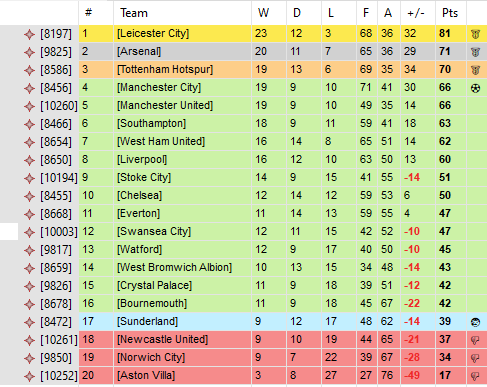 # Team W D L F A +/- Pts
[8197] 1 [Leicester City] 23 12 3 68 36 32 81
[9825] 2 [Arsenal] 20 11 7 65 36 29 71
[8586] 3 [Tottenham Hotspur] 19 13 6 69 35 34 70
[8456] 4 [Manchester City] 19 9 10 71 41 30 66
[10260] 5 [Manchester United] 19 9 10 49 35 14 66
[8466] 6 [Southampton] 18 9 11 59 41 18 63
[8654] 7 [West Ham United] 16 14 8 65 51 14 62
[8650] 8 [Liverpool] 16 12 10 63 50 13 60
[10194] 9 [Stoke City] 14 9 15 41 55 -14 51
[8455] 10 [Chelsea] 12 14 12 59 53 6 50
[8668] 11 [Everton] 11 14 13 59 55 4 47
[10003] 12 [Swansea City] 12 11 15 42 52 -10 47
[9817] 13 [Watford] 12 9 17 40 50 -10 45
[8659] 14 [West Bromwich Albion] 10 13 15 34 48 -14 43
[9826] 15 [Crystal Palace] 11 9 18 39 51 -12 42
[8678] 16 [Bournemouth] 11 9 18 45 67 -22 42
[8472] 17 [Sunderland] 9 12 17 48 62 -14 39
[10261] 18 [Newcastle United] 9 10 19 44 65 -21 37
[9850] 19 [Norwich City] 9 7 22 39 67 -28 34
[10252] 20 [Aston Villa] 3 8 27 27 76 -49 17